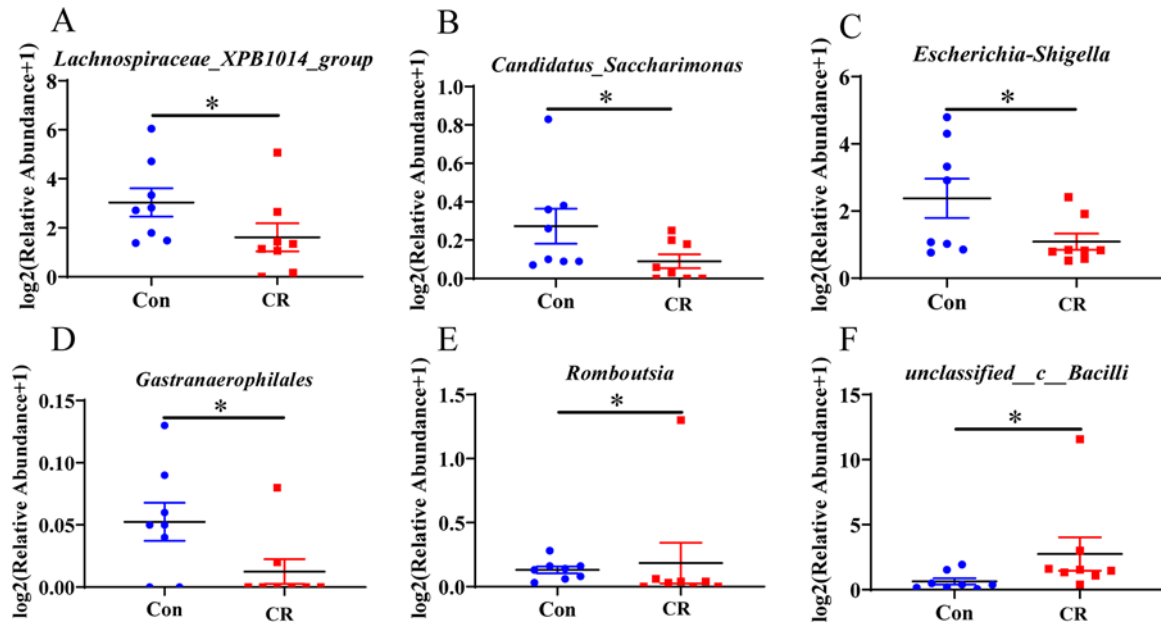 A
Lachnospiraceae_XPB1014_group
log2(Relative Abundance+1)
8
6
4
2
0
*
Con
CR
B
Candidatus_Saccharimonas
log2(Relative Abundance+1)
1.0
0.8
0.6
0.4
0.2
0.0
*
Con
CR
C
Escherichia-Shigella
log2(Relative Abundance+1)
6
4
2
0
*
Con
CR
D
Gastranaerophilales
log2(Relative Abundance+1)
0.15
0.10
0.05
0.00
*
Con
CR
E
Romboutsia
log2(Relative Abundance+1)
1.5
1.0
0.5
0.0
*
Con
CR
F
unclassified__c__Bacilli
log2(Relative Abundance+1)
15
10
5
0
*
Con
CR